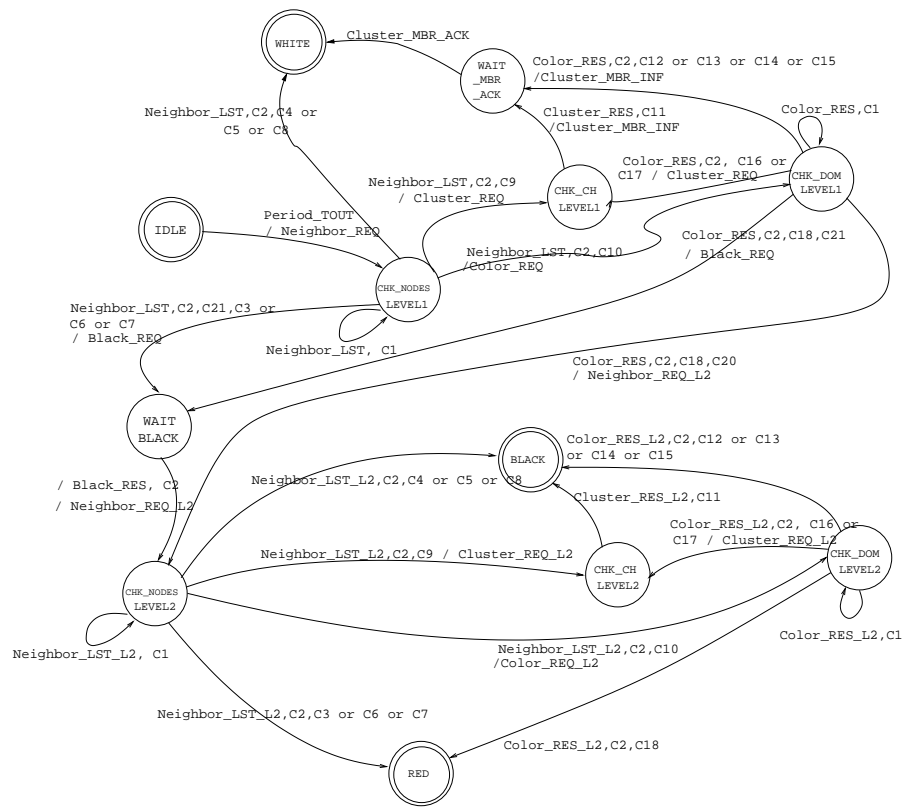 WHITE
Cluster_MBR_ACK
WAIT
_MBR
_ACK
Color_RES,C2,C12 or C13 or C14 or C15
/Cluster_MBR_INF
Color_RES,C1
Neighbor_LST,C2,C4 or
C5 or C8
Cluster_RES,C11
/Cluster_MBR_INF
Color_RES,C2, C16 or
C17 / Cluster_REQ
CHK_DOM
LEVEL1
Neighbor_LST,C2,C9
/ Cluster_REQ
CHK_CH
LEVEL1
IDLE
Period_TOUT
/ Neighbor_REQ
Neighbor_LST,C2,C10
/Color_REQ
Color_RES,C2,C18,C21
/ Black_REQ
CHK_NODES
LEVEL1
Neighbor_LST,C2,C21,C3 or
C6 or C7
/ Black_REQ
Neighbor_LST, C1
Color_RES,C2,C18,C20
/ Neighbor_REQ_L2
WAIT
BLACK
BLACK
Color_RES_L2,C2,C12 or C13
or C14 or C15
/ Black_RES, C2
/ Neighbor_REQ_L2
Neighbor_LST_L2,C2,C4 or C5 or C8
Cluster_RES_L2,C11
Color_RES_L2,C2, C16 or
C17 / Cluster_REQ_L2
Neighbor_LST_L2,C2,C9 / Cluster_REQ_L2
CHK_CH
LEVEL2
CHK_DOM
LEVEL2
CHK_NODES
LEVEL2
Color_RES_L2,C1
Neighbor_LST_L2, C1
Neighbor_LST_L2,C2,C10
/Color_REQ_L2
Neighbor_LST_L2,C2,C3 or C6 or C7
Color_RES_L2,C2,C18
RED